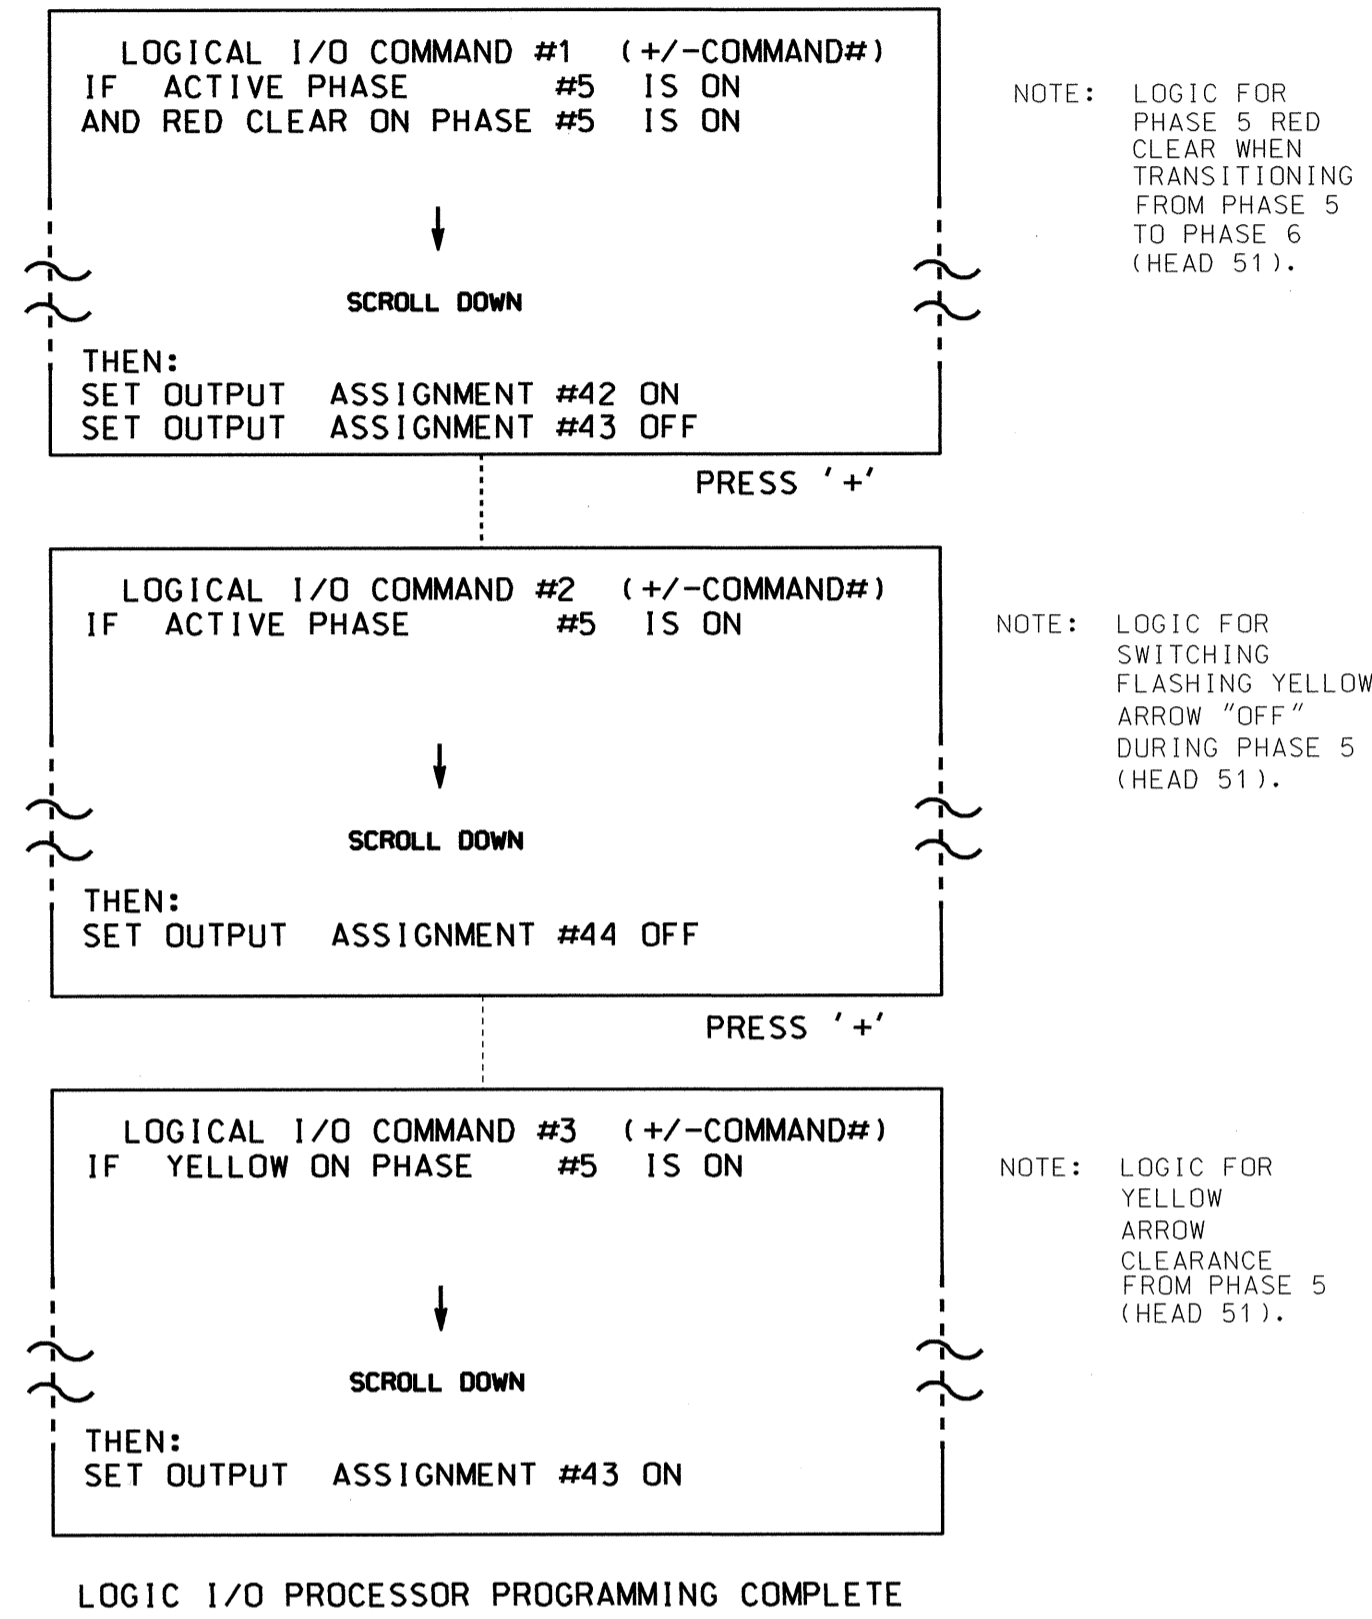 LOGICAL I/O COMMAND #1 (+/-COMMAND#)
IF ACTIVE PHASE #5 IS ON
AND RED CLEAR ON PHASE #5 IS ON
SCROLL DOWN
THEN:
SET OUTPUT ASSIGNMENT #42 ON
SET OUTPUT ASSIGNMENT #43 OFF
NOTE: LOGIC FOR
PHASE 5 RED
CLEAR WHEN
TRANSITIONING
FROM PHASE 5
TO PHASE 6
(HEAD 51).
PRESS '+'
LOGICAL I/O COMMAND #2 (+/-COMMAND#)
IF ACTIVE PHASE #5 IS ON
SCROLL DOWN
THEN:
SET OUTPUT ASSIGNMENT #44 OFF
NOTE: LOGIC FOR
SWITCHING
FLASHING YELLOW
ARROW "OFF"
DURING PHASE 5
(HEAD 51).
PRESS '+'
LOGICAL I/O COMMAND #3 (+/-COMMAND#)
IF YELLOW ON PHASE #5 IS ON
SCROLL DOWN
THEN:
SET OUTPUT ASSIGNMENT #43 ON
NOTE: LOGIC FOR
YELLOW
ARROW
CLEARANCE
FROM PHASE 5
(HEAD 51).
LOGIC I/O PROCESSOR PROGRAMMING COMPLETE